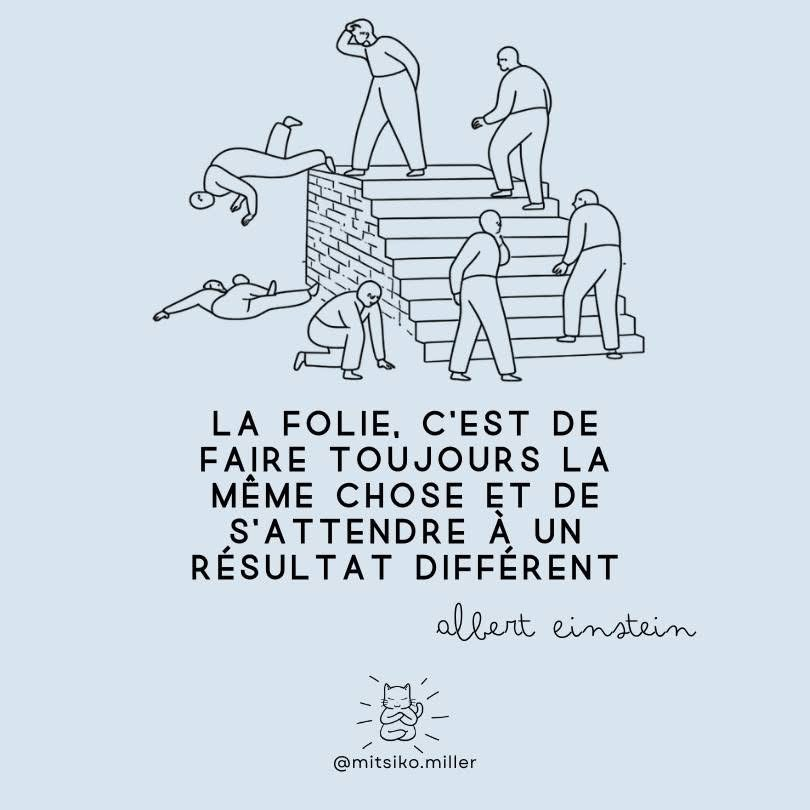 LA FOLIE, C'EST DE
FAIRE TOUJOURS LA
MÊME CHOSE ET DE
S'ATTENDRE À UN
RÉSULTAT DIFFÉRENT
albert einstein
@mitsiko.miller